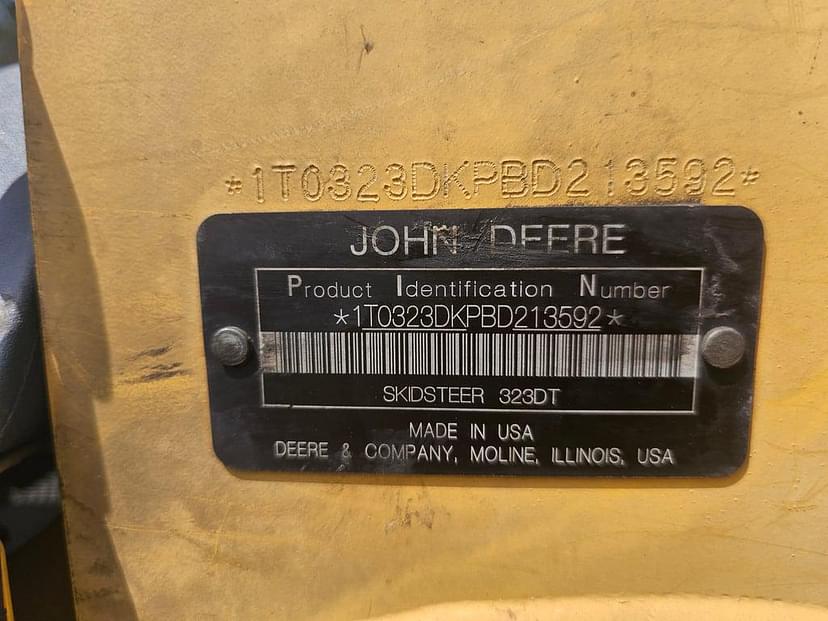 *1T0323DKPBD213592*
JOHN DEERE
Product Identification Number
*1T0323DKPBD213592*
SKIDSTEER 323DT
MADE IN USA
DEERE & COMPANY, MOLINE, ILLINOIS, USA